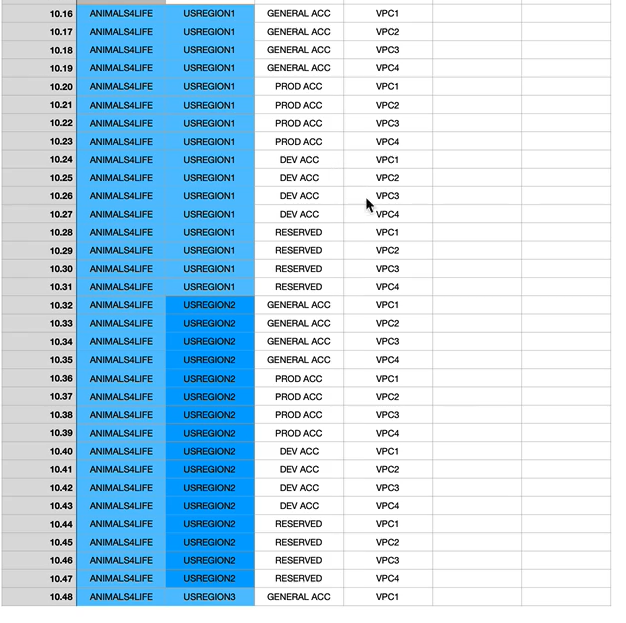 10.16 ANIMALS4LIFE USREGION1 GENERAL ACC VPC1
10.17 ANIMALS4LIFE USREGION1 GENERAL ACC VPC2
10.18 ANIMALS4LIFE USREGION1 GENERAL ACC VPC3
10.19 ANIMALS4LIFE USREGION1 GENERAL ACC VPC4
10.20 ANIMALS4LIFE USREGION1 PROD ACC VPC1
10.21 ANIMALS4LIFE USREGION1 PROD ACC VPC2
10.22 ANIMALS4LIFE USREGION1 PROD ACC VPC3
10.23 ANIMALS4LIFE USREGION1 PROD ACC VPC4
10.24 ANIMALS4LIFE USREGION1 DEV ACC VPC1
10.25 ANIMALS4LIFE USREGION1 DEV ACC VPC2
10.26 ANIMALS4LIFE USREGION1 DEV ACC VPC3
10.27 ANIMALS4LIFE USREGION1 DEV ACC VPC4
10.28 ANIMALS4LIFE USREGION1 RESERVED VPC1
10.29 ANIMALS4LIFE USREGION1 RESERVED VPC2
10.30 ANIMALS4LIFE USREGION1 RESERVED VPC3
10.31 ANIMALS4LIFE USREGION1 RESERVED VPC4
10.32 ANIMALS4LIFE USREGION2 GENERAL ACC VPC1
10.33 ANIMALS4LIFE USREGION2 GENERAL ACC VPC2
10.34 ANIMALS4LIFE USREGION2 GENERAL ACC VPC3
10.35 ANIMALS4LIFE USREGION2 GENERAL ACC VPC4
10.36 ANIMALS4LIFE USREGION2 PROD ACC VPC1
10.37 ANIMALS4LIFE USREGION2 PROD ACC VPC2
10.38 ANIMALS4LIFE USREGION2 PROD ACC VPC3
10.39 ANIMALS4LIFE USREGION2 PROD ACC VPC4
10.40 ANIMALS4LIFE USREGION2 DEV ACC VPC1
10.41 ANIMALS4LIFE USREGION2 DEV ACC VPC2
10.42 ANIMALS4LIFE USREGION2 DEV ACC VPC3
10.43 ANIMALS4LIFE USREGION2 DEV ACC VPC4
10.44 ANIMALS4LIFE USREGION2 RESERVED VPC1
10.45 ANIMALS4LIFE USREGION2 RESERVED VPC2
10.46 ANIMALS4LIFE USREGION2 RESERVED VPC3
10.47 ANIMALS4LIFE USREGION2 RESERVED VPC4
10.48 ANIMALS4LIFE USREGION3 GENERAL ACC VPC1